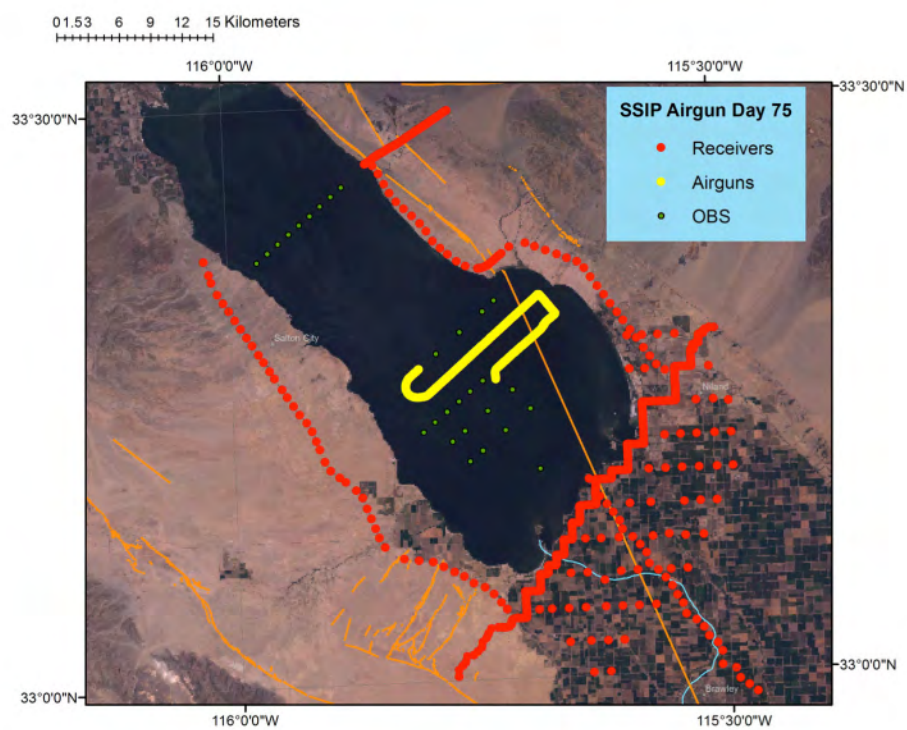 0 1.5 3 6 9 12 15 Kilometers
116°0'0"W 115°30'0"W
33°30'0"N 33°30'0"N
SSIP Airgun Day 75
Receivers
Airguns
OBS
Salton City
Niland
33°0'0"N
Brawley
33°0'0"N
116°0'0"W 115°30'0"W